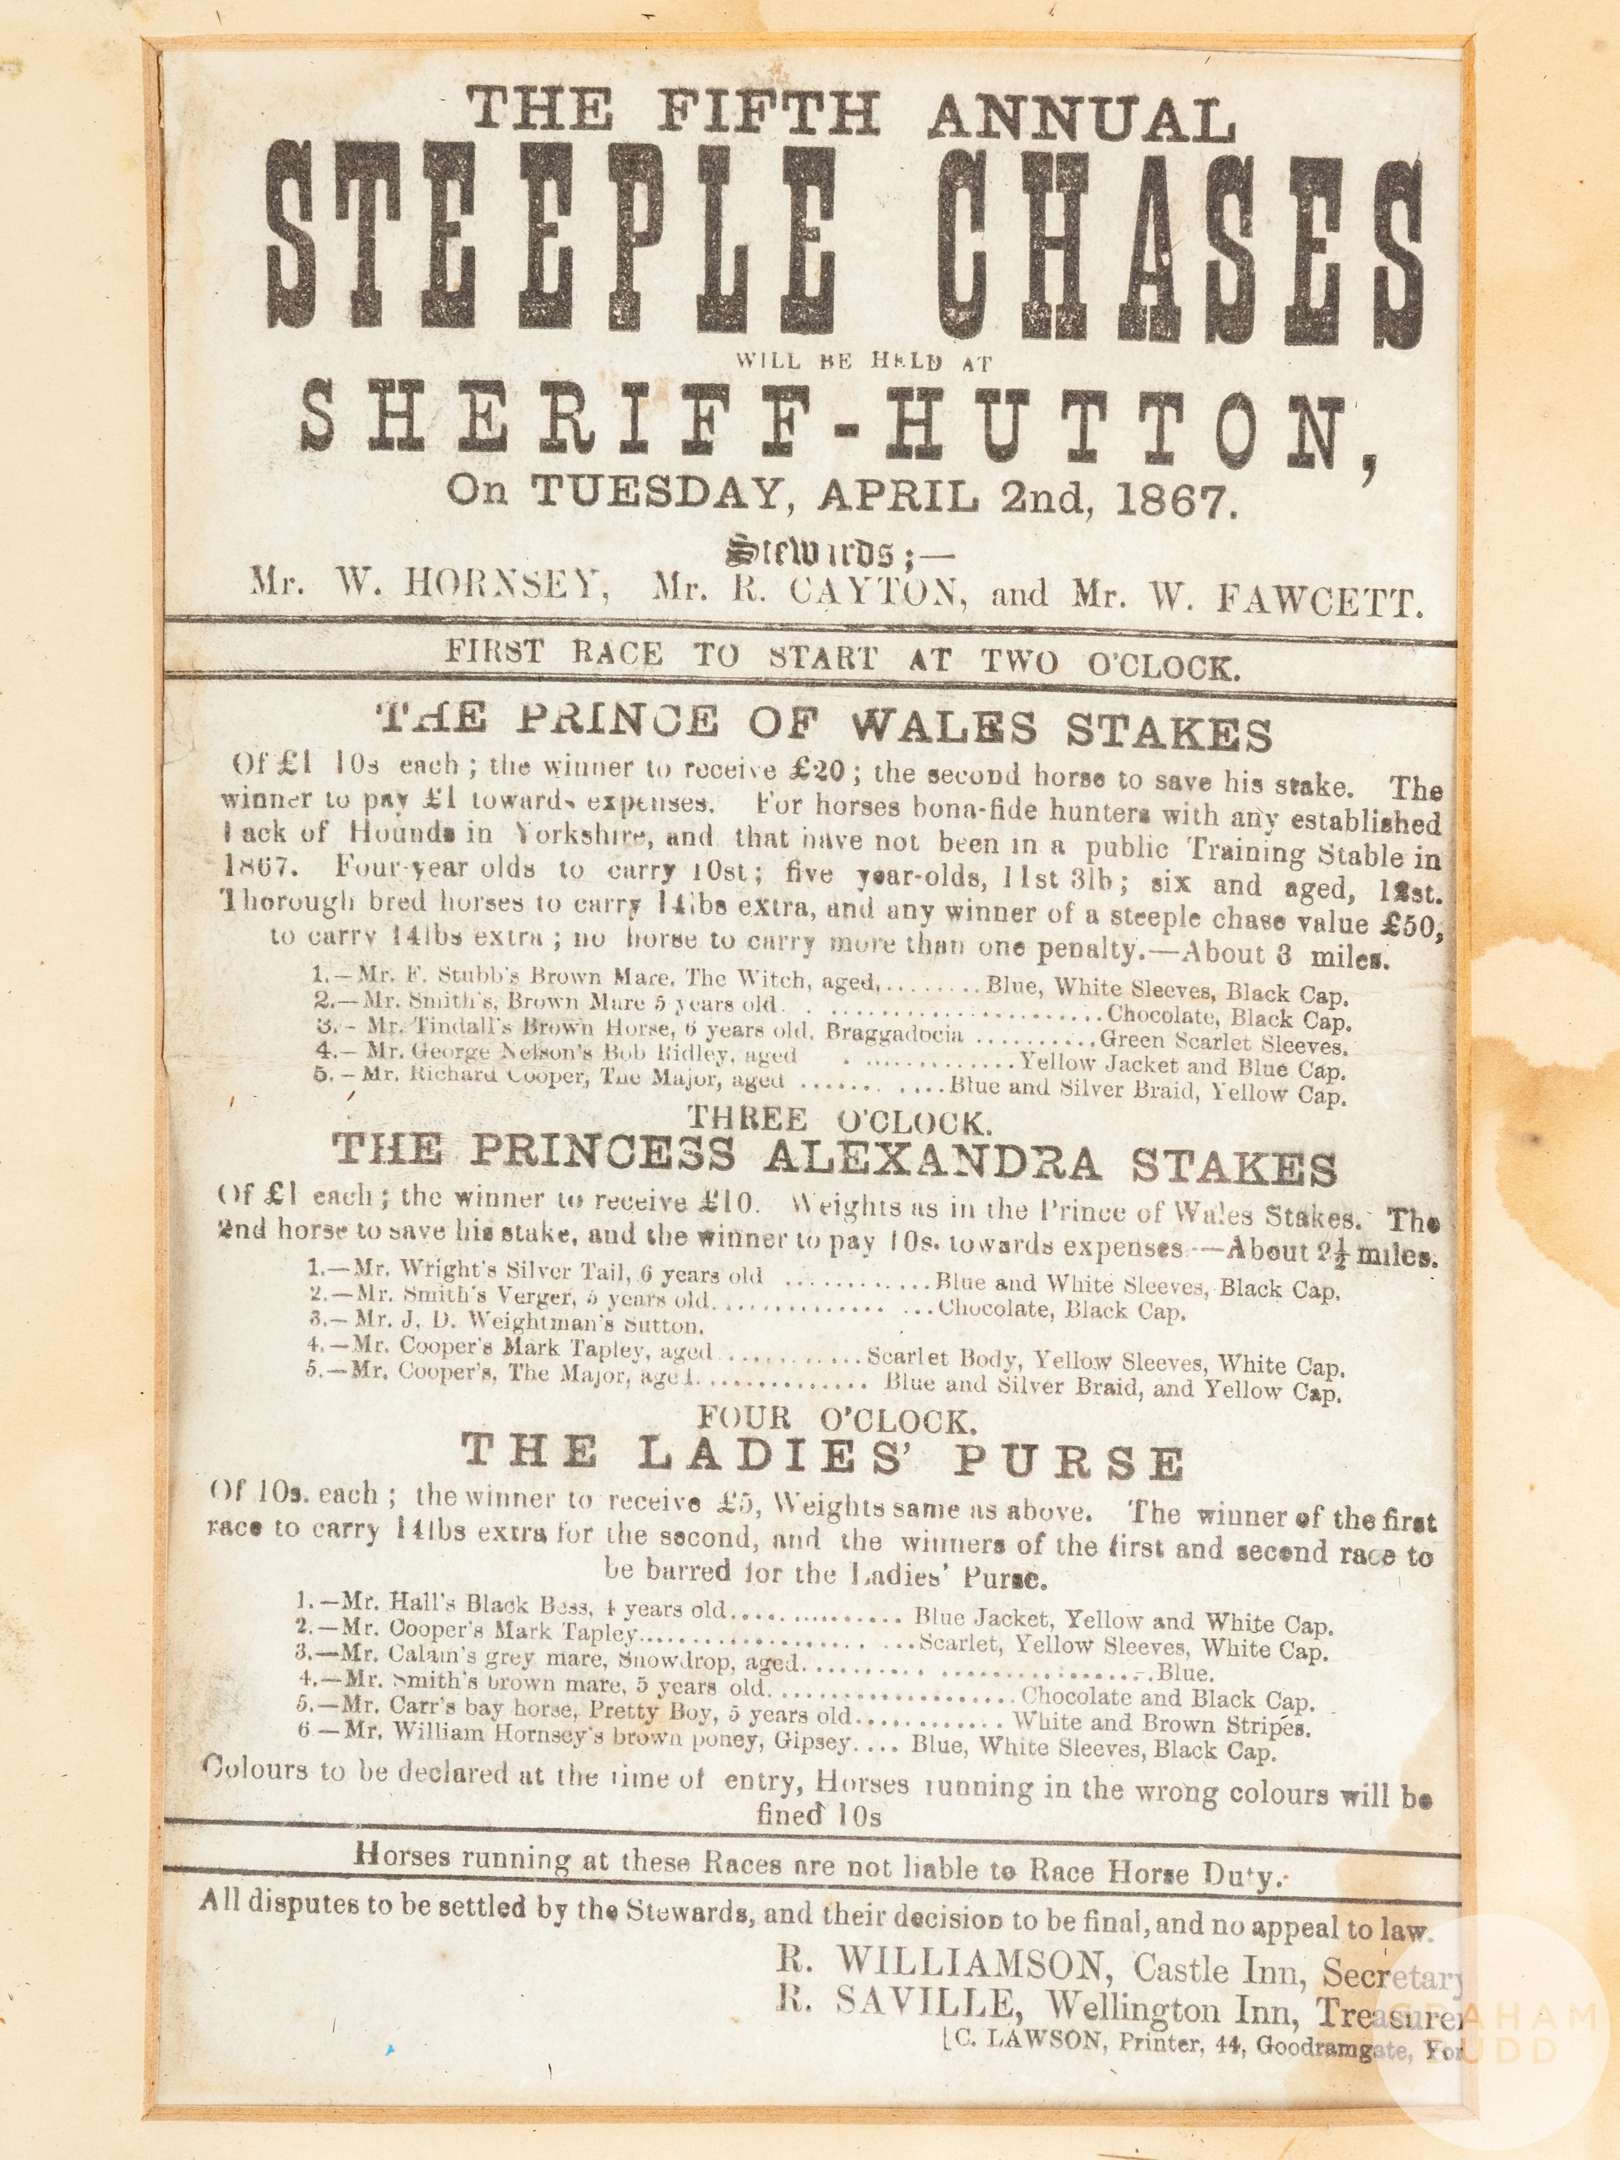 THE FIFTH ANNUAL
STEEPLE CHASES
WILL BE HELD AT
SHERIFF-HUTTON,
On TUESDAY, APRIL 2nd, 1867.
Stewards;—
Mr. W. HORNSEY, Mr. R. CAYTON, and Mr. W. FAWCETT.
FIRST RACE TO START AT TWO O'CLOCK.
THE PRINCE OF WALES STAKES
Of £1 10s each; the winner to receive £20; the second horse to save his stake. The
winner to pay £1 towards expenses. For horses bona-fide hunters with any established
Pack of Hounds in Yorkshire, and that have not been in a public Training Stable in
1867. Four-year olds to carry 10st; five year-olds, 11st 3lb; six and aged, 12st.
Thorough bred horses to carry 14lbs extra, and any winner of a steeple chase value £50,
to carry 14lbs extra; no horse to carry more than one penalty.—About 3 miles.
1.—Mr. F. Stubb's Brown Mare, The Witch, aged,........Blue, White Sleeves, Black Cap.
2.—Mr. Smith's, Brown Mare 5 years old. . ......................Chocolate, Black Cap.
3.- Mr. Tindall's Brown Horse, 6 years old, Braggadocia ..........Green Scarlet Sleeves.
4.— Mr. George Nelson's Bob Ridley, aged . .............Yellow Jacket and Blue Cap.
5.- Mr. Richard Cooper, The Major, aged ....... .....Blue and Silver Braid, Yellow Cap.
THREE O'CLOCK.
THE PRINCESS ALEXANDRA STAKES
Of £1 each; the winner to receive £10. Weights as in the Prince of Wales Stakes. The
2nd horse to save his stake, and the winner to pay 10s. towards expenses.—About 2½ miles.
1.—Mr. Wright's Silver Tail, 6 years old ............Blue and White Sleeves, Black Cap.
2.—Mr. Smith's Verger, 5 years old............... ...Chocolate, Black Cap.
3.—Mr. J. D. Weightman's Sutton.
4.—Mr. Cooper's Mark Tapley, aged............Scarlet Body, Yellow Sleeves, White Cap.
5.—Mr. Cooper's, The Major, aged............... Blue and Silver Braid, and Yellow Cap.
FOUR O'CLOCK.
THE LADIES' PURSE
Of 10s. each; the winner to receive £5, Weights same as above. The winner of the first
race to carry 14lbs extra for the second, and the winners of the first and second race to
be barred for the Ladies' Purse.
1.—Mr. Hall's Black Bess, 4 years old............... Blue Jacket, Yellow and White Cap.
2.—Mr. Cooper's Mark Tapley.................... ...Scarlet, Yellow Sleeves, White Cap.
3.—Mr. Calam's grey mare, Snowdrop, aged.......... .................Blue.
4.—Mr. Smith's brown mare, 5 years old....................Chocolate and Black Cap.
5.—Mr. Carr's bay horse, Pretty Boy, 5 years old............ White and Brown Stripes.
6 —Mr. William Hornsey's brown poney, Gipsey.... Blue, White Sleeves, Black Cap.
Colours to be declared at the time of entry, Horses running in the wrong colours will be
fined 10s
Horses running at these Races are not liable to Race Horse Duty.
All disputes to be settled by the Stewards, and their decision to be final, and no appeal to law.
R. WILLIAMSON, Castle Inn, Secretary
R. SAVILLE, Wellington Inn, Treasurer
[C. LAWSON, Printer, 44, Goodramgate, Yor
GRAHAM
BUDD